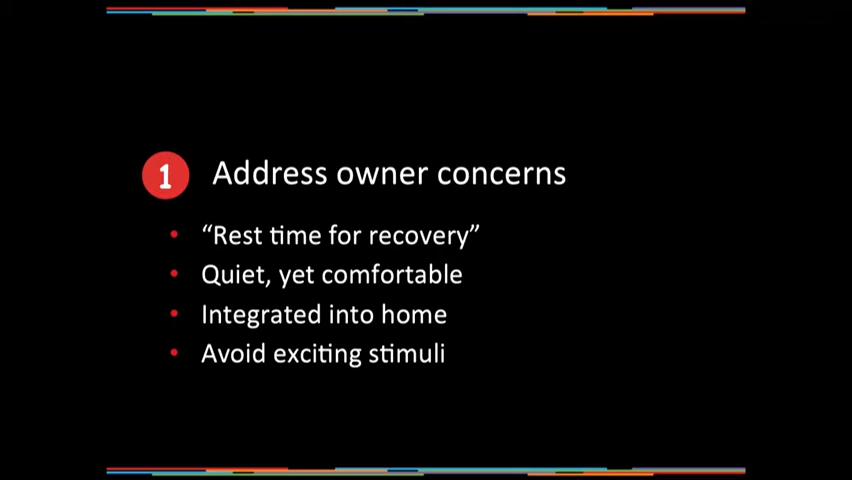 1 Address owner concerns
• “Rest time for recovery”
• Quiet, yet comfortable
• Integrated into home
• Avoid exciting stimuli